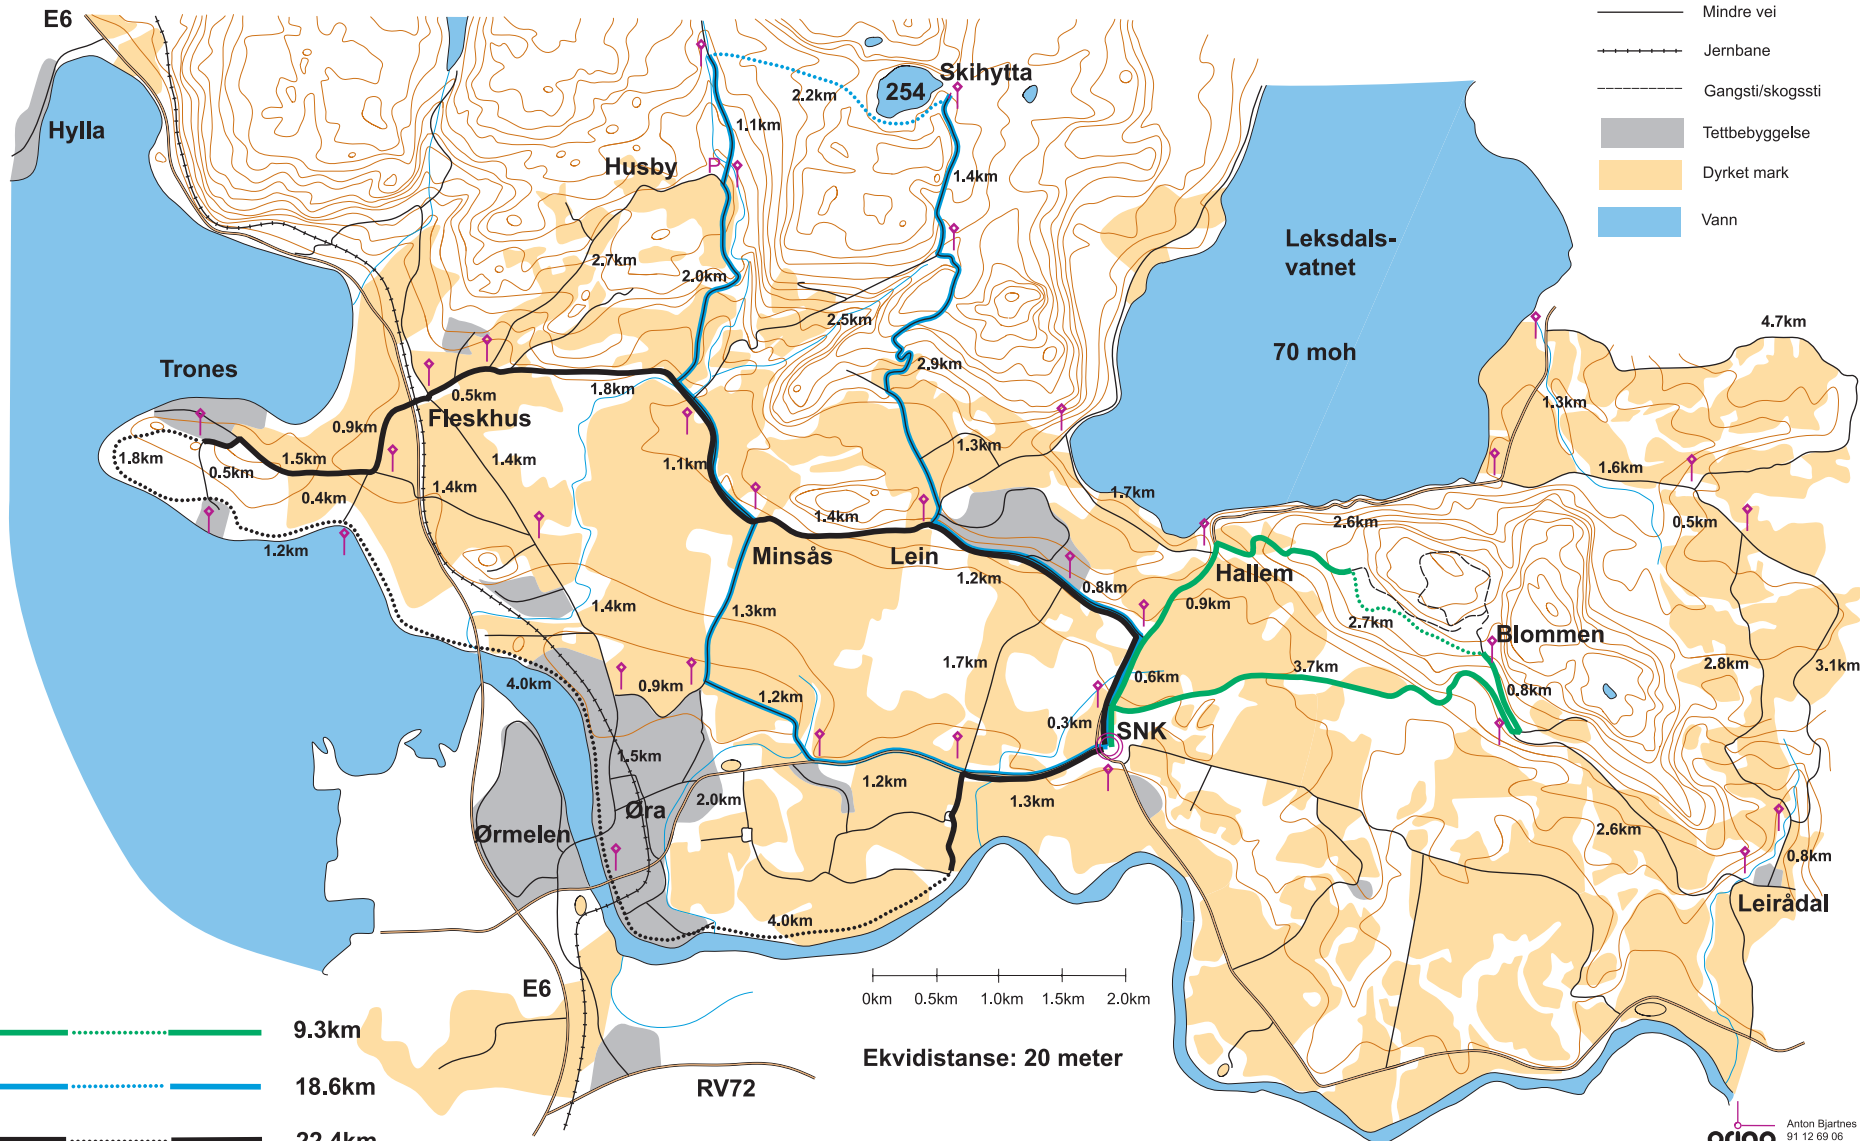 E6
Mindre vei
Jernbane
Gangsti/skogssti
Tettbebyggelse
Dyrket mark
Vann
Hylla
Skihytta
254
2.2km
1.1km
Husby
P
1.4km
Leksdals-
vatnet
2.7km
2.0km
2.5km
70 moh
4.7km
Trones
2.9km
1.8km
0.5km
Fleskhus
0.9km
1.3km
1.3km
1.8km
0.5km
1.5km
1.4km
1.1km
1.6km
0.4km
1.4km
1.7km
1.4km
2.6km
0.5km
1.2km
Minsås
Lein
1.2km
Hallem
0.8km
0.9km
1.4km
1.3km
2.7km
Blommen
1.7km
3.7km
2.8km
3.1km
4.0km
0.9km
1.2km
0.6km
0.8km
0.3km
SNK
1.5km
1.2km
2.0km
1.3km
Øra
Ørmelen
2.6km
0.8km
Leirådal
4.0km
E6
0km
0.5km
1.0km
1.5km
2.0km
9.3km
Ekvidistanse: 20 meter
18.6km
RV72
22.4km
Anton Bjartnes
91 12 69 06